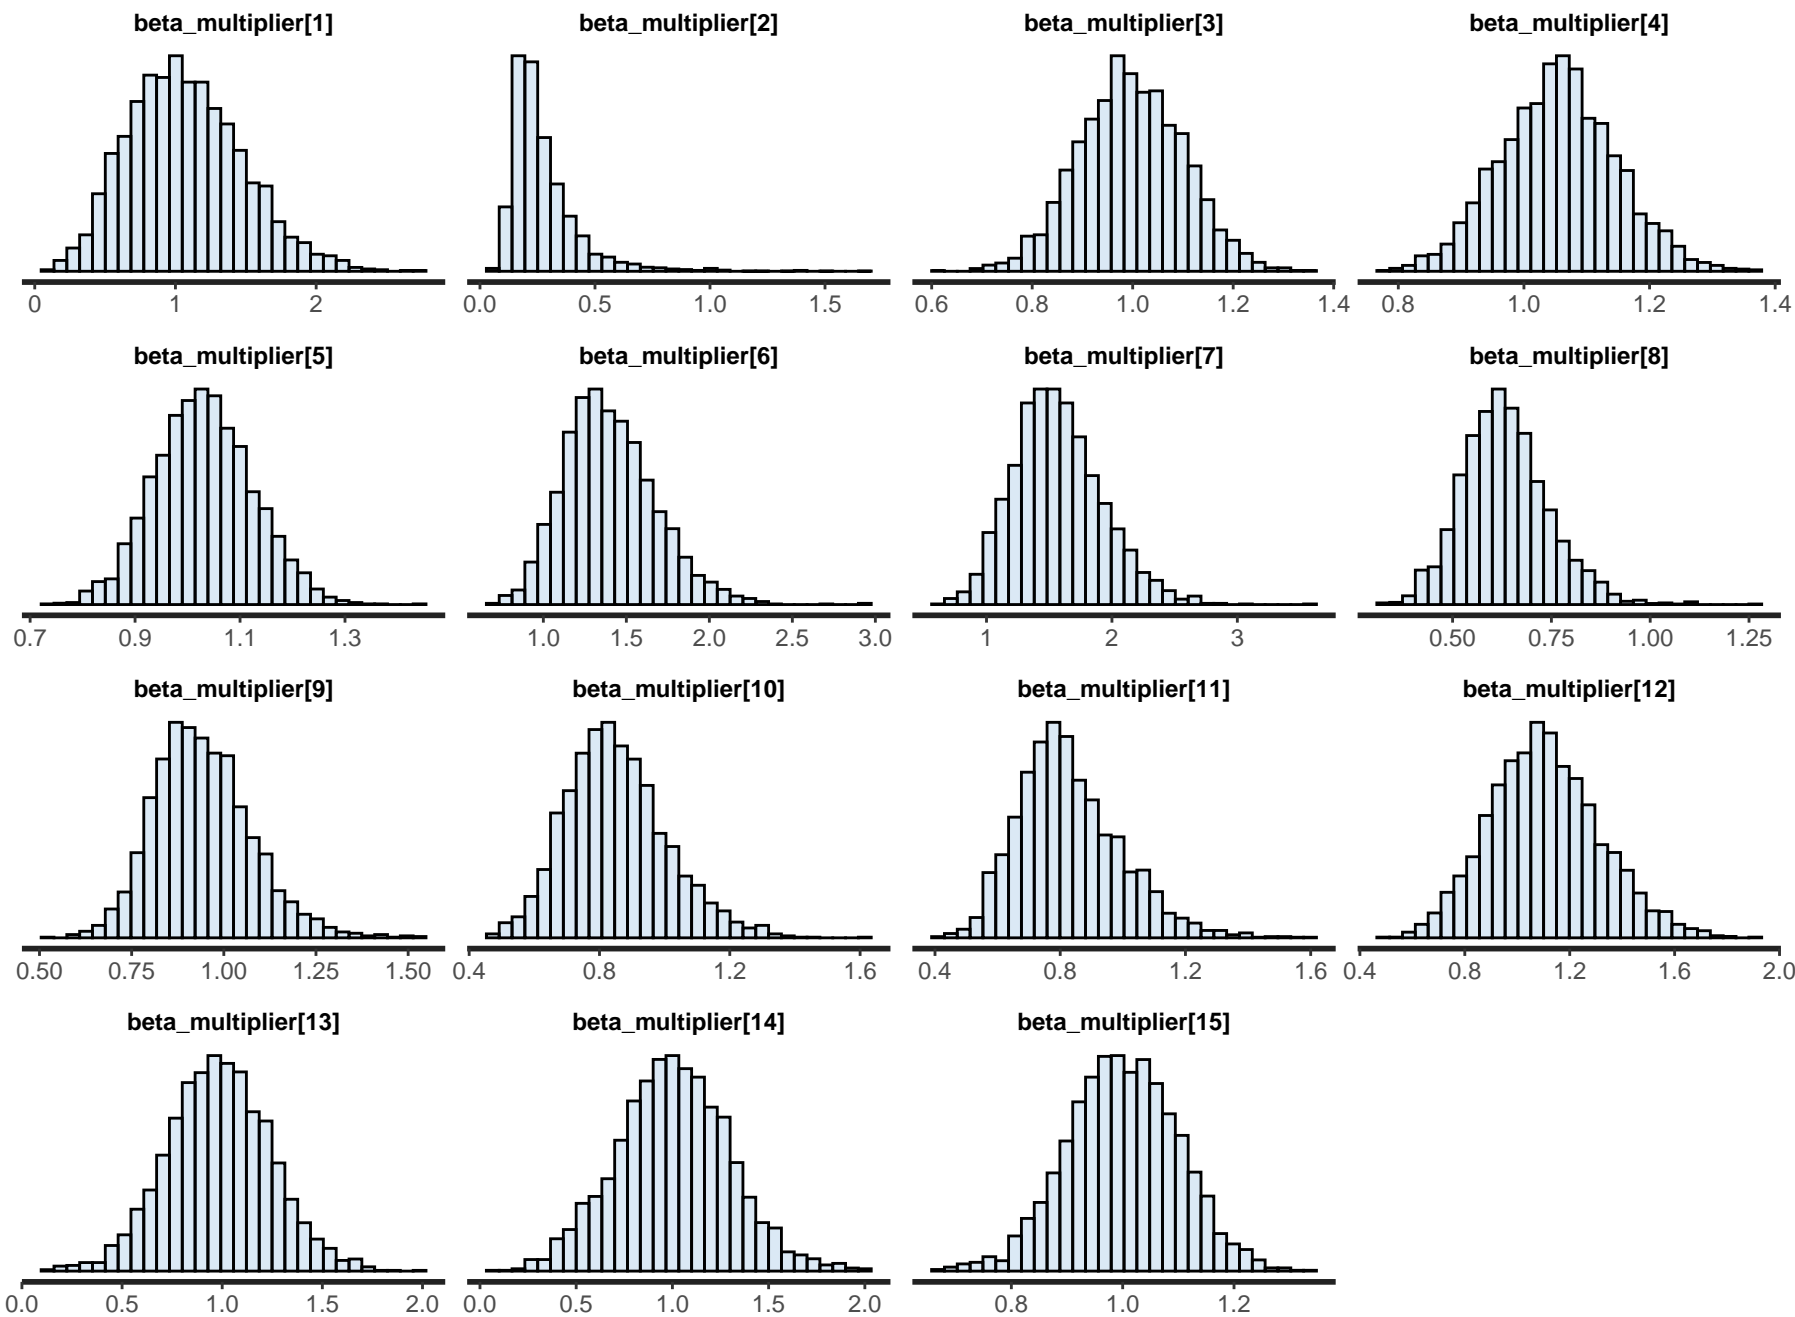 beta_multiplier[1] beta_multiplier[2] beta_multiplier[3] beta_multiplier[4]
0 1 2 0.0 0.5 1.0 1.5 0.6 0.8 1.0 1.2 1.4 0.8 1.0 1.2 1.4
beta_multiplier[5] beta_multiplier[6] beta_multiplier[7] beta_multiplier[8]
0.7 0.9 1.1 1.3 1.0 1.5 2.0 2.5 3.0 1 2 3 0.50 0.75 1.00 1.25
beta_multiplier[9] beta_multiplier[10] beta_multiplier[11] beta_multiplier[12]
0.50 0.75 1.00 1.25 1.50 0.4 0.8 1.2 1.6 0.4 0.8 1.2 1.6 0.4 0.8 1.2 1.6 2.0
beta_multiplier[13] beta_multiplier[14] beta_multiplier[15]
0.0 0.5 1.0 1.5 2.0 0.0 0.5 1.0 1.5 2.0 0.8 1.0 1.2